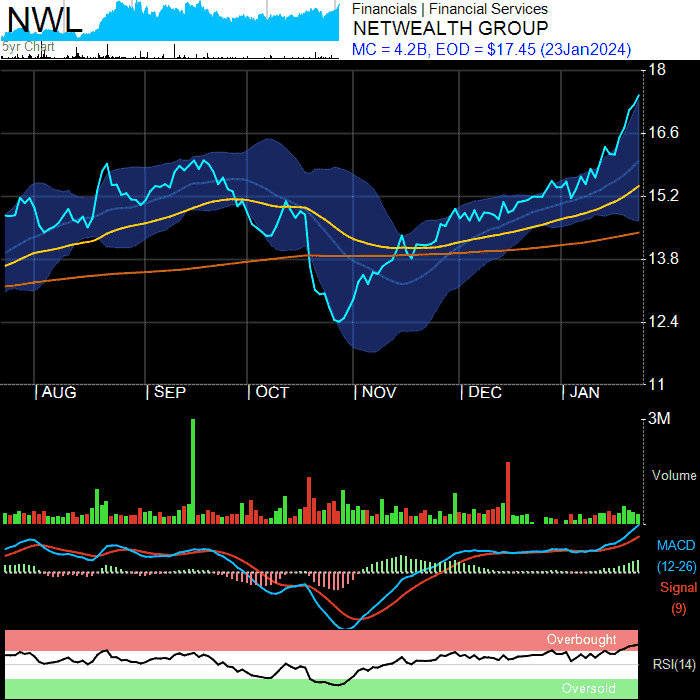 NWL
5yr Chart
Financials | Financial Services
NETWEALTH GROUP
MC = 4.2B, EOD = $17.45 (23Jan2024)
18
16.6
15.2
13.8
12.4
11
| AUG | SEP | OCT | NOV | DEC | JAN
3M
Volume
MACD
(12-26)
Signal
(9)
Overbought
RSI(14)
Oversold